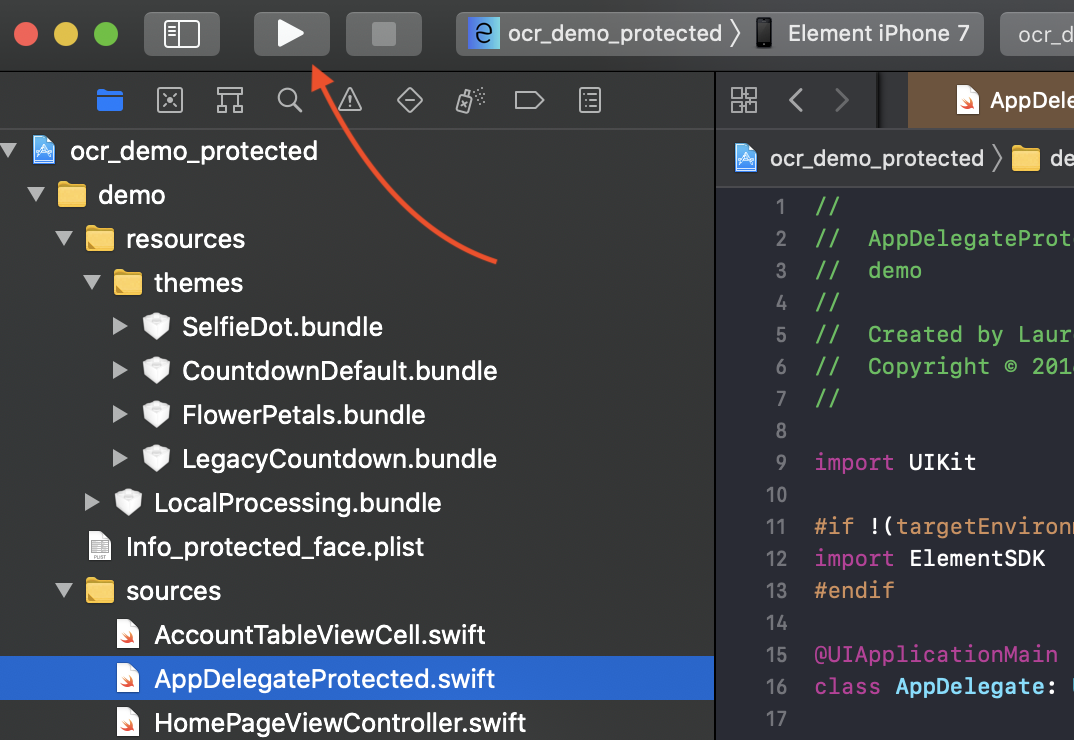 ocr_demo_protected 〉 Element iPhone 7
ocr_d
ocr_demo_protected
demo
resources
themes
SelfieDot.bundle
CountdownDefault.bundle
FlowerPetals.bundle
LegacyCountdown.bundle
LocalProcessing.bundle
Info_protected_face.plist
sources
AccountTableViewCell.swift
AppDelegateProtected.swift
HomePageViewController.swift
AppDele
ocr_demo_protected 〉 de
1 //
2 // AppDelegateProt
3 // demo
4 //
5 // Created by Laur
6 // Copyright © 201
7 //
8
9 import UIKit
10
11 #if !(targetEnviron
12 import ElementSDK
13 #endif
14
15 @UIApplicationMain
16 class AppDelegate:
17